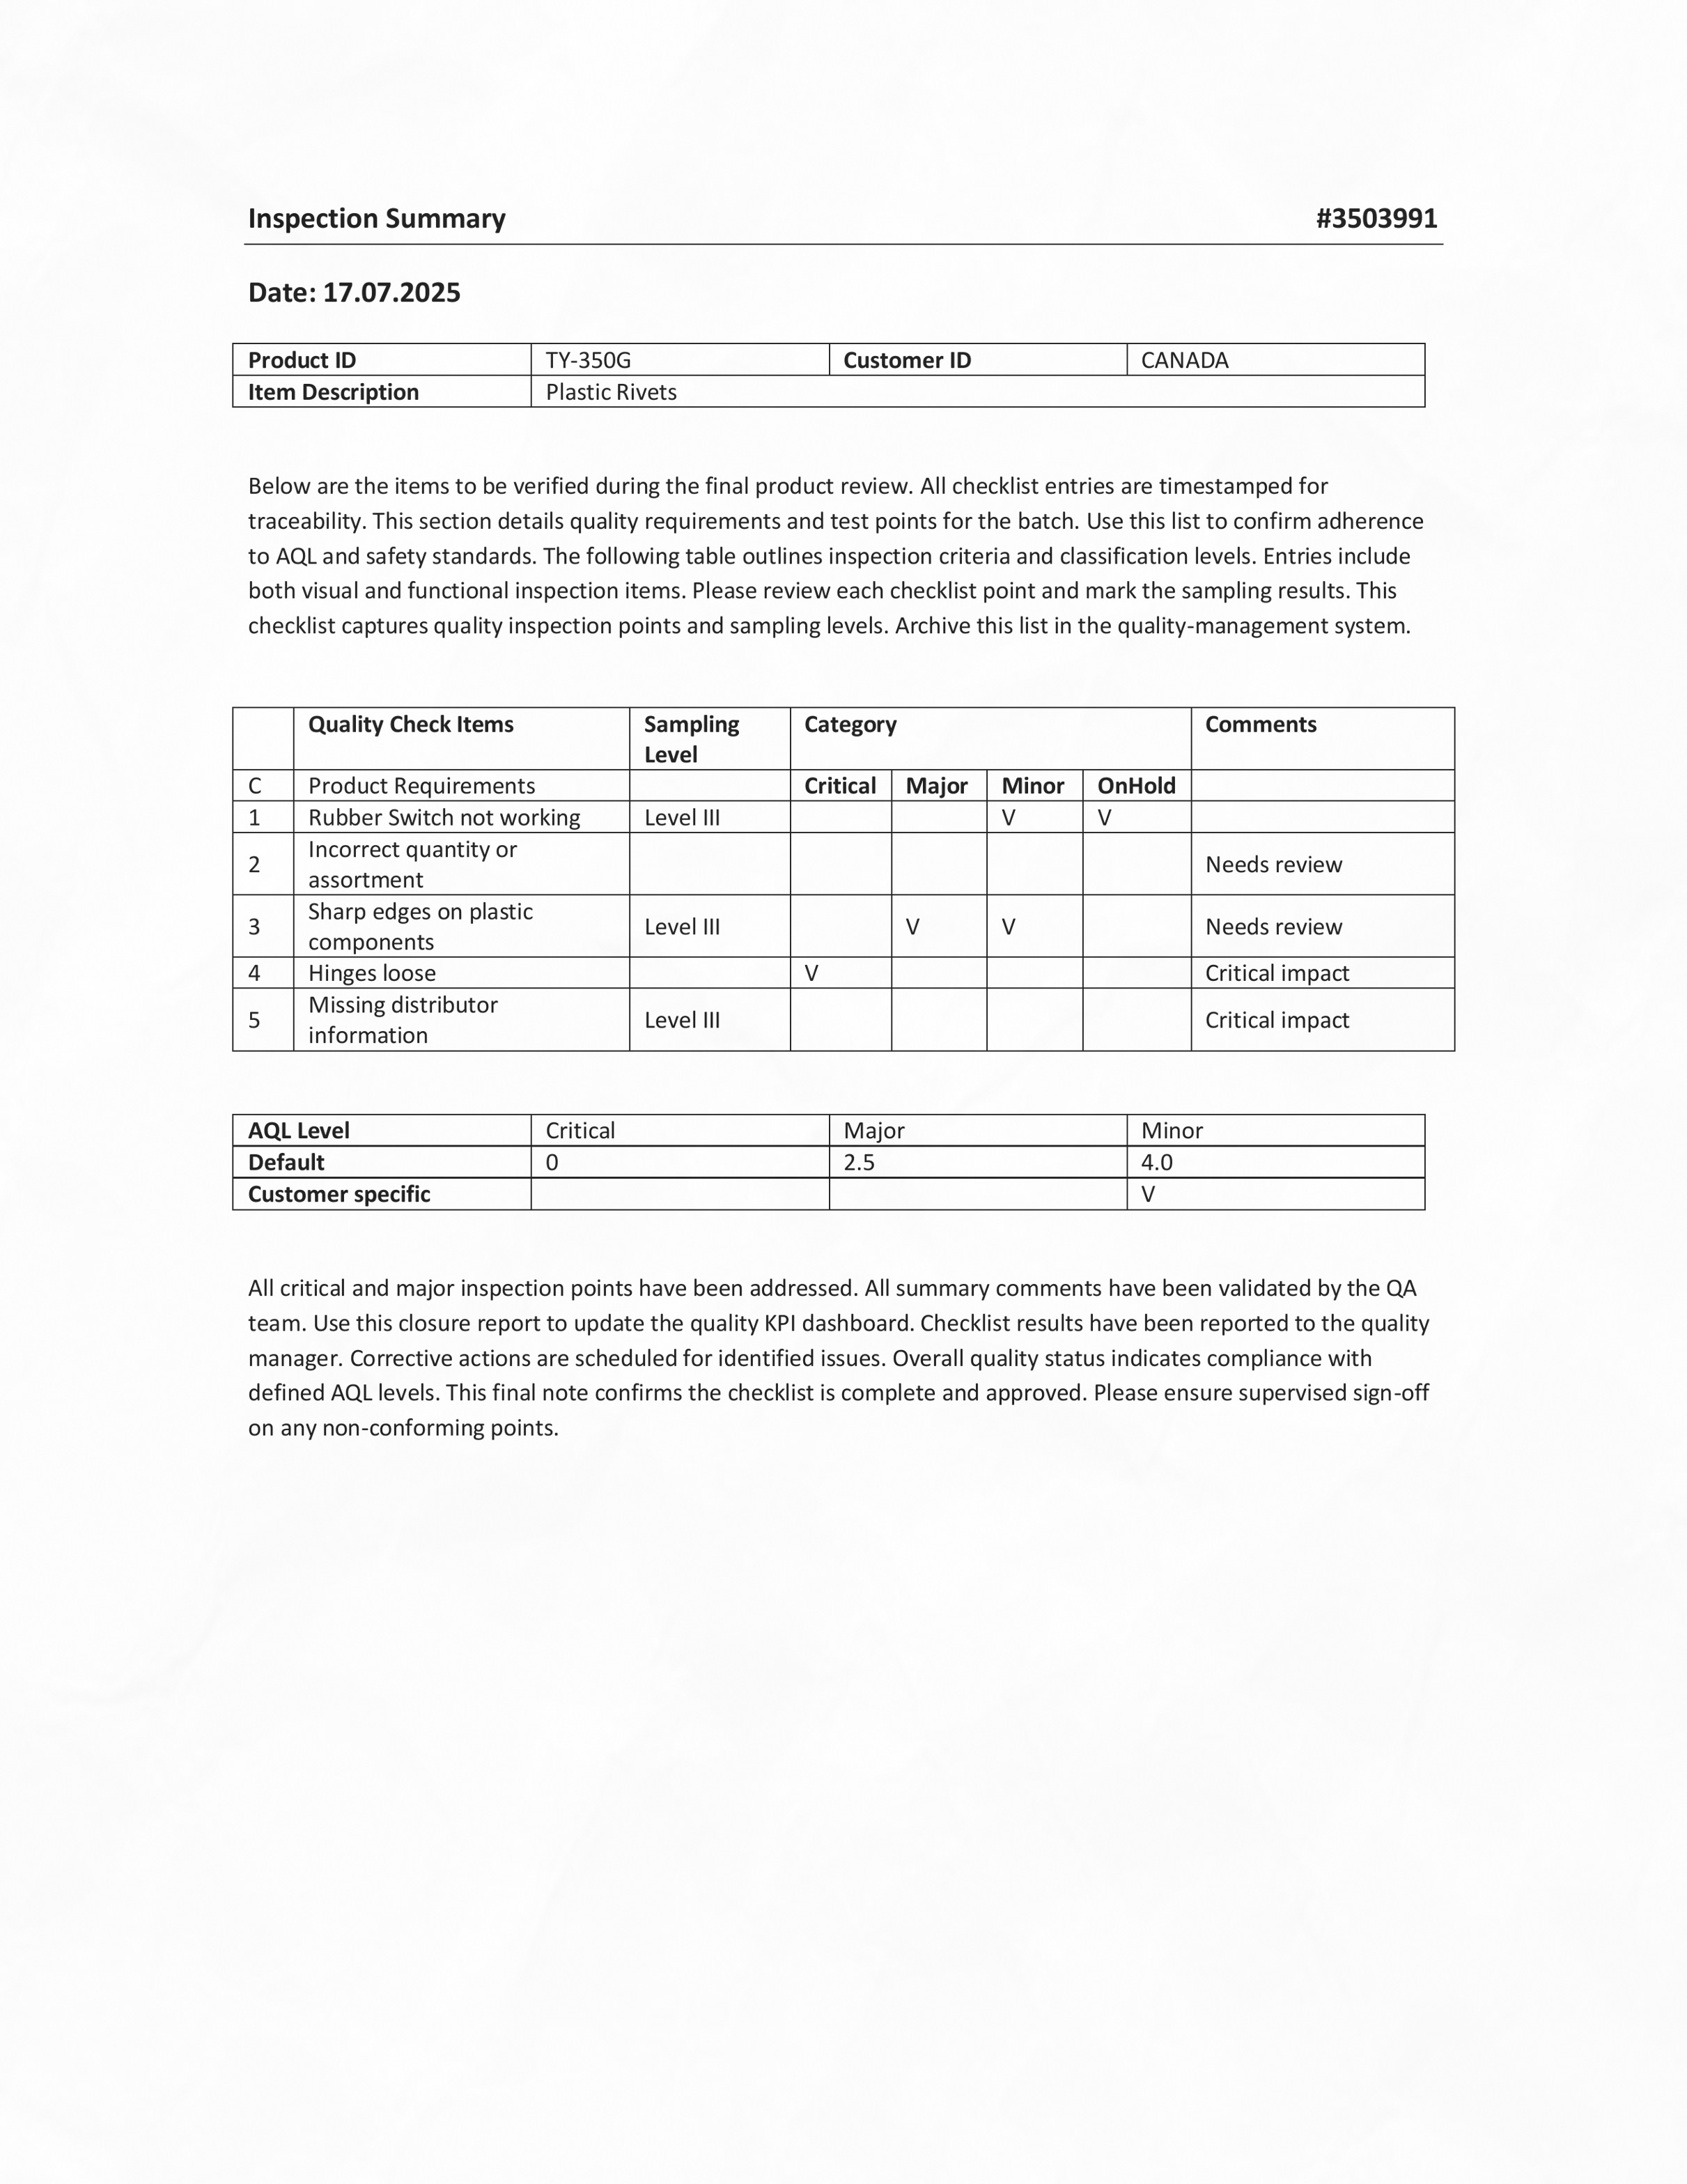 Inspection Summary #3503991
Date: 17.07.2025
Product ID TY-350G Customer ID CANADA
Item Description Plastic Rivets
Below are the items to be verified during the final product review. All checklist entries are timestamped for
traceability. This section details quality requirements and test points for the batch. Use this list to confirm adherence
to AQL and safety standards. The following table outlines inspection criteria and classification levels. Entries include
both visual and functional inspection items. Please review each checklist point and mark the sampling results. This
checklist captures quality inspection points and sampling levels. Archive this list in the quality-management system.
Quality Check Items Sampling Category Comments
Level
C Product Requirements Critical Major Minor OnHold
1 Rubber Switch not working Level III V V
2 Incorrect quantity or Needs review
assortment
3 Sharp edges on plastic Level III V V Needs review
components
4 Hinges loose V Critical impact
5 Missing distributor Level III Critical impact
information
AQL Level Critical Major Minor
Default 0 2.5 4.0
Customer specific V
All critical and major inspection points have been addressed. All summary comments have been validated by the QA
team. Use this closure report to update the quality KPI dashboard. Checklist results have been reported to the quality
manager. Corrective actions are scheduled for identified issues. Overall quality status indicates compliance with
defined AQL levels. This final note confirms the checklist is complete and approved. Please ensure supervised sign-off
on any non-conforming points.